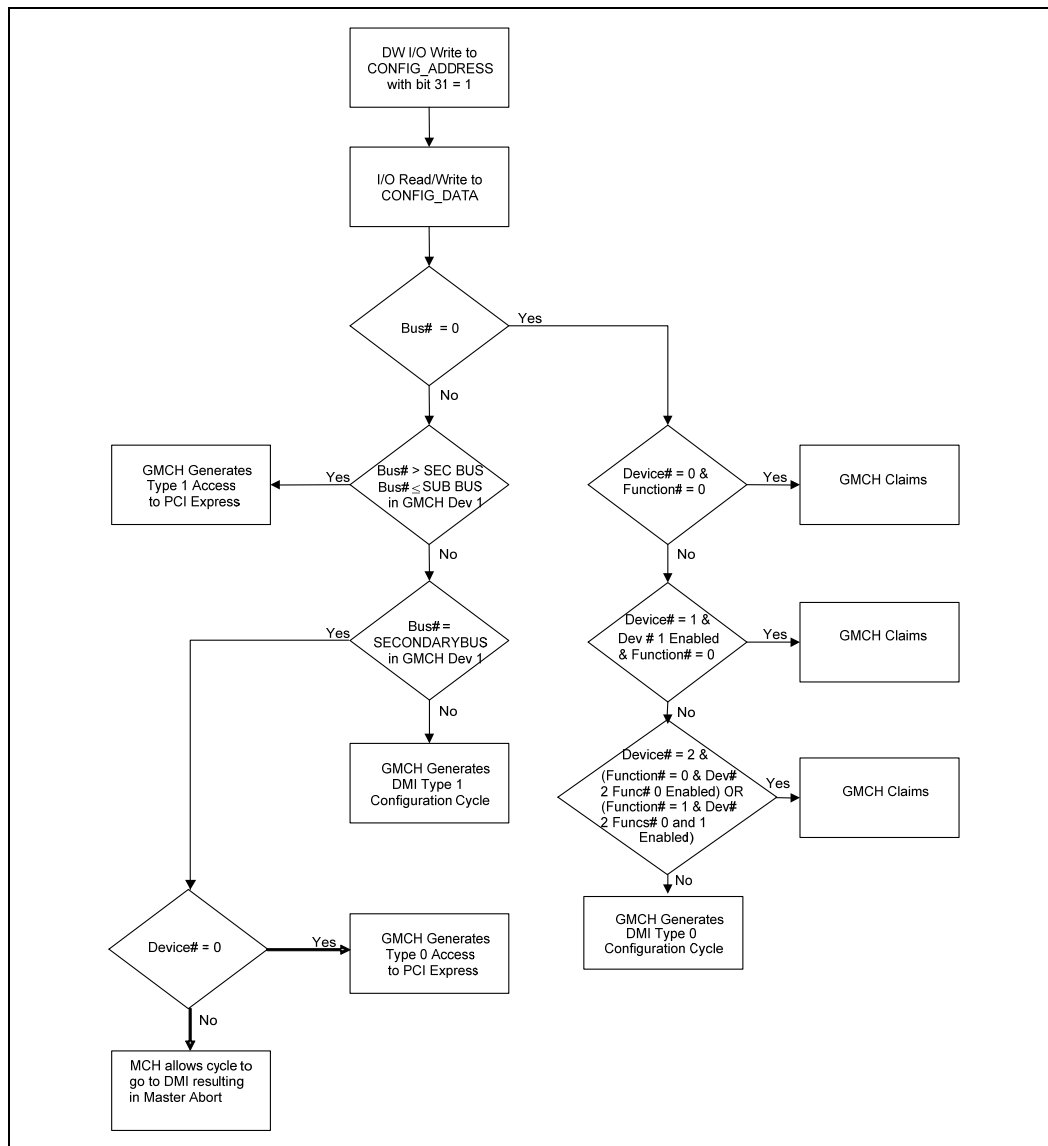 DW I/O Write to
CONFIG_ADDRESS
with bit 31 = 1
I/O Read/Write to
CONFIG_DATA
Bus# = 0
Yes
No
Bus# > SEC BUS
Bus# ≤ SUB BUS
in GMCH Dev 1
Yes
GMCH Generates
Type 1 Access
to PCI Express
No
Bus# =
SECONDARYBUS
in GMCH Dev 1
Yes
No
GMCH Generates
DMI Type 1
Configuration Cycle
Device# = 0
Yes
GMCH Generates
Type 0 Access
to PCI Express
No
MCH allows cycle to
go to DMI resulting
in Master Abort
Device# = 0 &
Function# = 0
Yes
GMCH Claims
No
Device# = 1 &
Dev # 1 Enabled
& Function# = 0
Yes
GMCH Claims
No
Device# = 2 &
(Function# = 0 & Dev#
2 Func# 0 Enabled) OR
(Function# = 1 & Dev#
2 Funcs# 0 and 1
Enabled)
Yes
GMCH Claims
No
GMCH Generates
DMI Type 0
Configuration Cycle